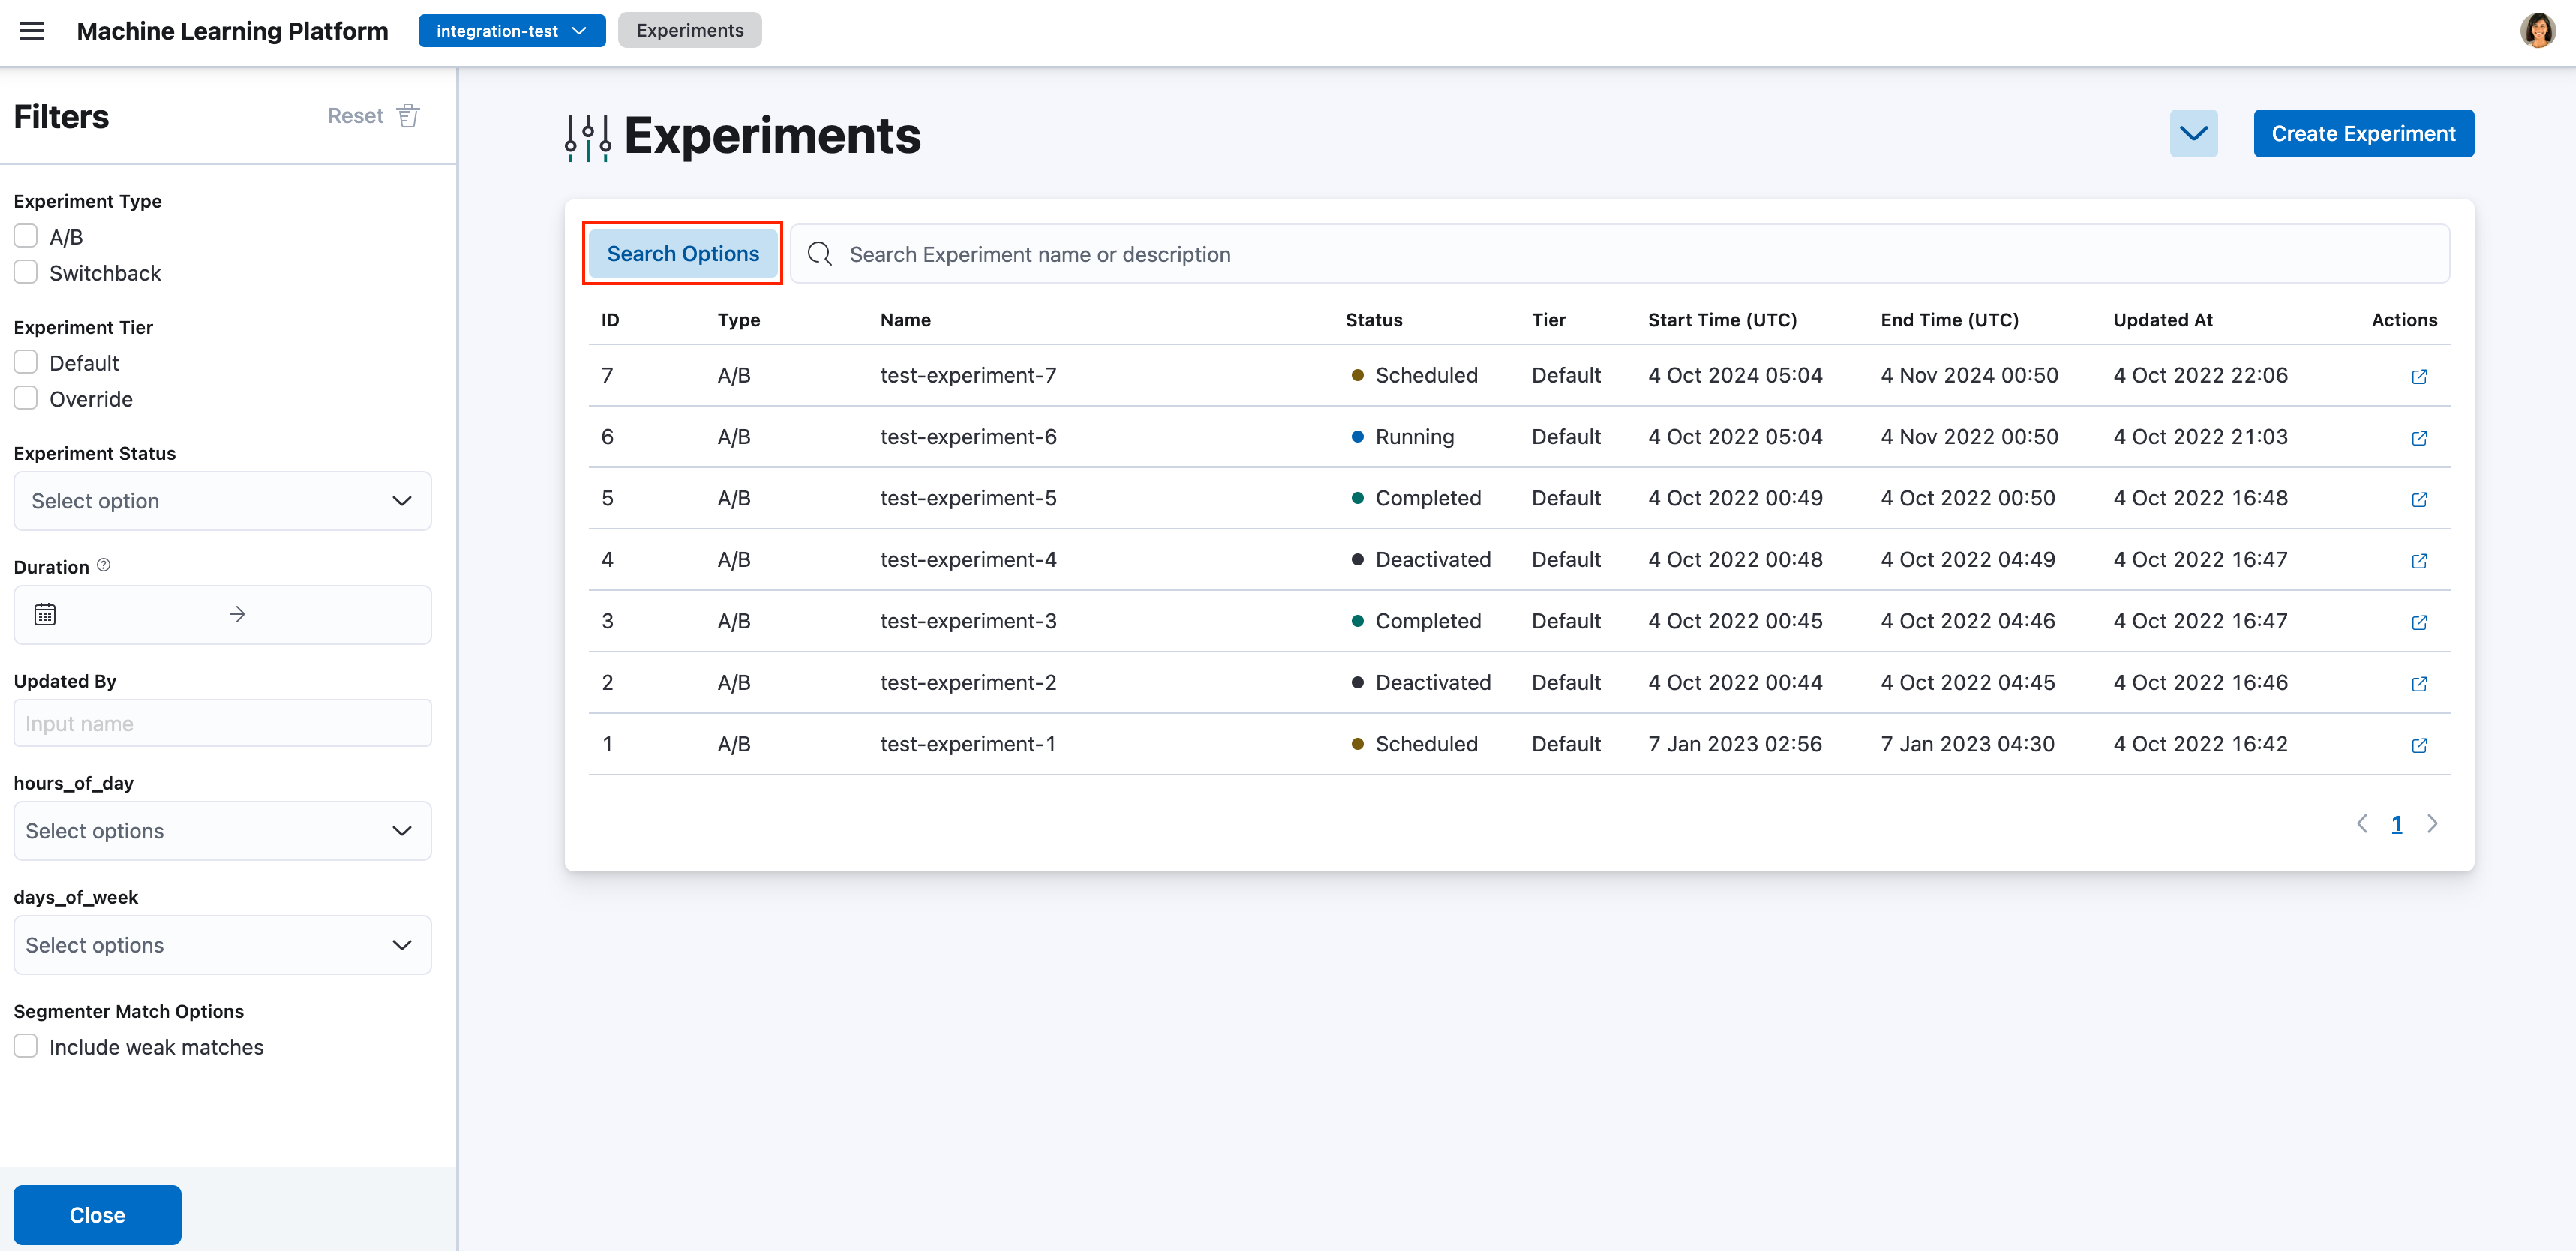 Machine Learning Platform integration-test Experiments
Filters Reset
Experiment Type
A/B
Switchback
Experiment Tier
Default
Override
Experiment Status
Select option
Duration
Updated By
Input name
hours_of_day
Select options
days_of_week
Select options
Segmenter Match Options
Include weak matches
Close
Experiments
Create Experiment
Search Options Search Experiment name or description
ID Type Name Status Tier Start Time (UTC) End Time (UTC) Updated At Actions
7 A/B test-experiment-7 Scheduled Default 4 Oct 2024 05:04 4 Nov 2024 00:50 4 Oct 2022 22:06
6 A/B test-experiment-6 Running Default 4 Oct 2022 05:04 4 Nov 2022 00:50 4 Oct 2022 21:03
5 A/B test-experiment-5 Completed Default 4 Oct 2022 00:49 4 Oct 2022 00:50 4 Oct 2022 16:48
4 A/B test-experiment-4 Deactivated Default 4 Oct 2022 00:48 4 Oct 2022 04:49 4 Oct 2022 16:47
3 A/B test-experiment-3 Completed Default 4 Oct 2022 00:45 4 Oct 2022 04:46 4 Oct 2022 16:47
2 A/B test-experiment-2 Deactivated Default 4 Oct 2022 00:44 4 Oct 2022 04:45 4 Oct 2022 16:46
1 A/B test-experiment-1 Scheduled Default 7 Jan 2023 02:56 7 Jan 2023 04:30 4 Oct 2022 16:42
1